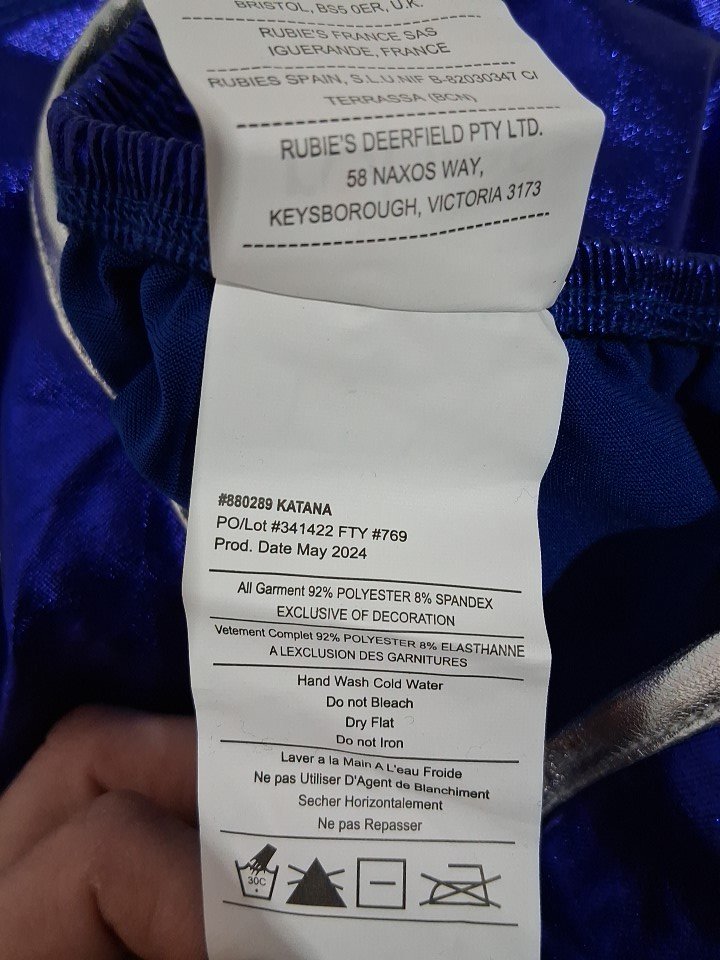 BRISTOL, BS5 0ER, U.K.
RUBIE'S FRANCE SAS
IGUERANDE, FRANCE
RUBIES SPAIN, S.L.U.NIF B-82030347 CI
TERRASSA (BCN)
RUBIE'S DEERFIELD PTY LTD.
58 NAXOS WAY,
KEYSBOROUGH, VICTORIA 3173
#880289 KATANA
PO/Lot #341422 FTY #769
Prod. Date May 2024
All Garment 92% POLYESTER 8% SPANDEX
EXCLUSIVE OF DECORATION
Vetement Complet 92% POLYESTER 8% ELASTHANNE
A LEXCLUSION DES GARNITURES
Hand Wash Cold Water
Do not Bleach
Dry Flat
Do not Iron
Laver a la Main A L'eau Froide
Ne pas Utiliser D'Agent de Blanchiment
Secher Horizontalement
Ne pas Repasser
30C